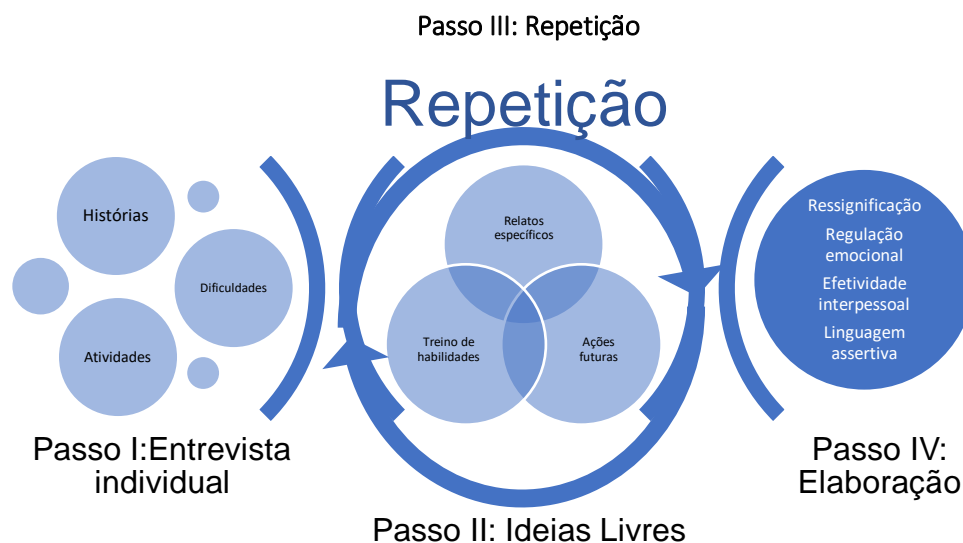 Passo III: Repetição
Repetição
Histórias
Dificuldades
Atividades
Passo I:Entrevista
individual
Relatos
específicos
Treino de
habilidades
Ações
futuras
Passo II: Ideias Livres
Ressignificação
Regulação
emocional
Efetividade
interpessoal
Linguagem
assertiva
Passo IV:
Elaboração